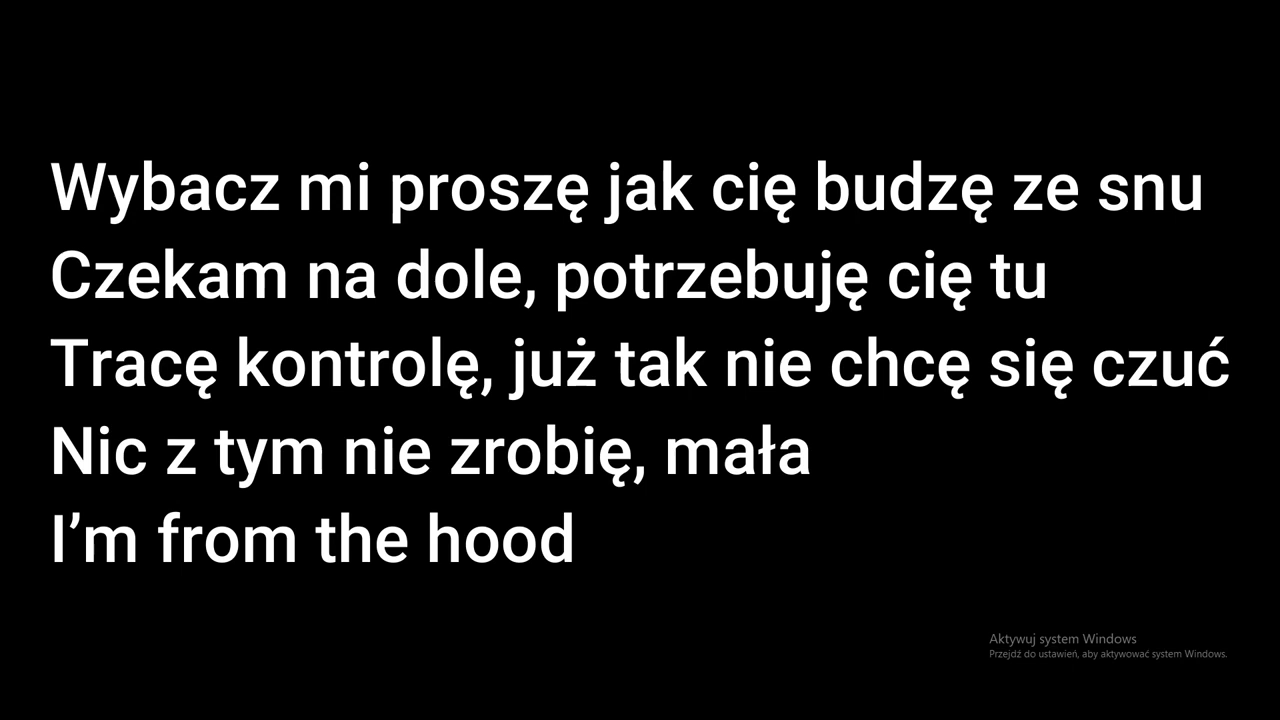 Wybacz mi proszę jak cię budzę ze snu
Czekam na dole, potrzebuję cię tu
Tracę kontrolę, już tak nie chcę się czuć
Nic z tym nie zrobię, mała
I’m from the hood
Aktywuj system Windows
Przejdź do ustawień, aby aktywować system Windows.